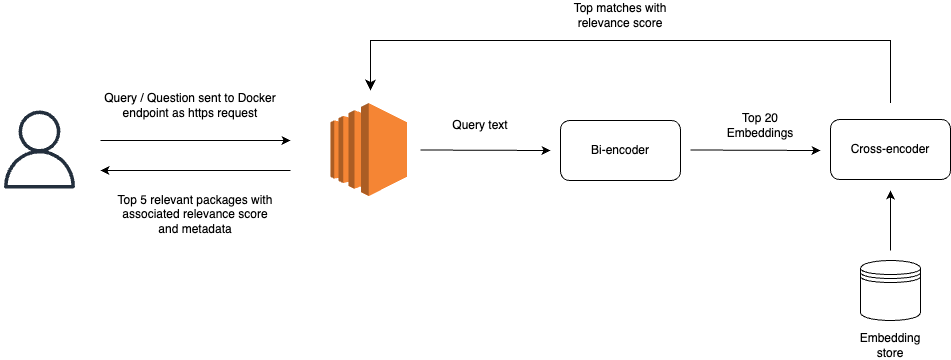 Top matches with
relevance score
Query / Question sent to Docker
endpoint as https request
Query text
Top 20
Embeddings
Bi-encoder
Cross-encoder
Top 5 relevant packages with
associated relevance score
and metadata
Embedding
store